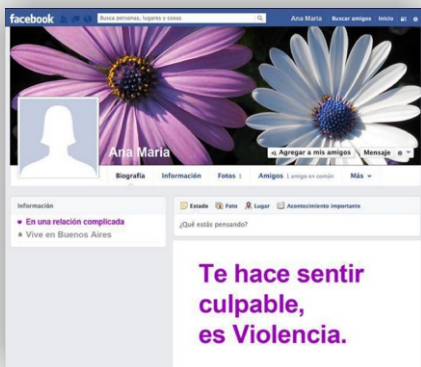 facebook
Busca personas, lugares y cosas
Ana Maria Buscar amigos Inicio
Ana Maria
Agregar a mis amigos Mensaje
Biografía Información Fotos 1 Amigos 1 amigo en común Más
Información
En una relación complicada
Vive en Buenos Aires
Estado Foto Lugar Acontecimiento importante
¿Qué estás pensando?
Te hace sentir
culpable,
es Violencia.